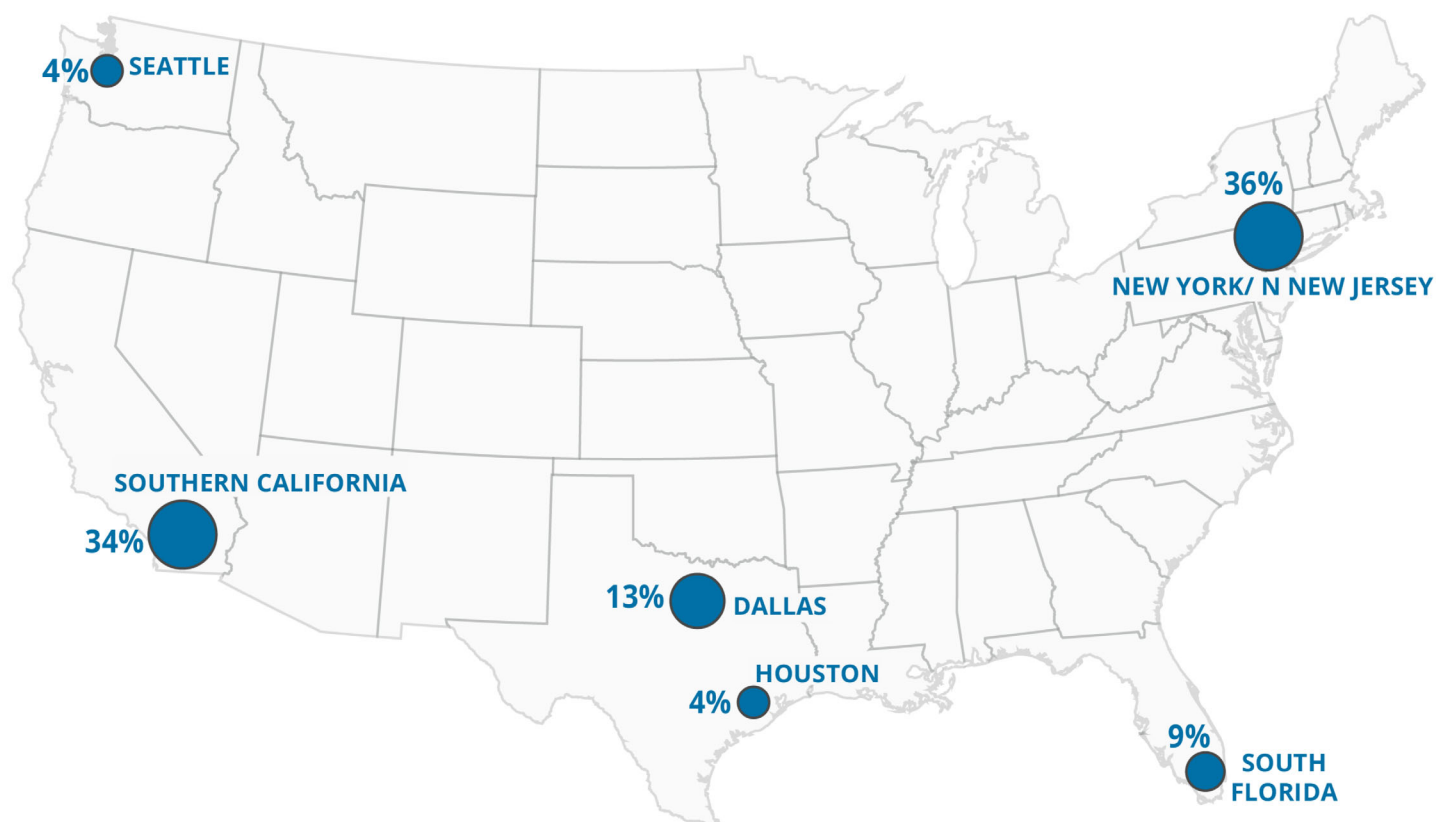 4% SEATTLE
36%
NEW YORK/ N NEW JERSEY
SOUTHERN CALIFORNIA
34%
13% DALLAS
HOUSTON
4%
9%
SOUTH
FLORIDA